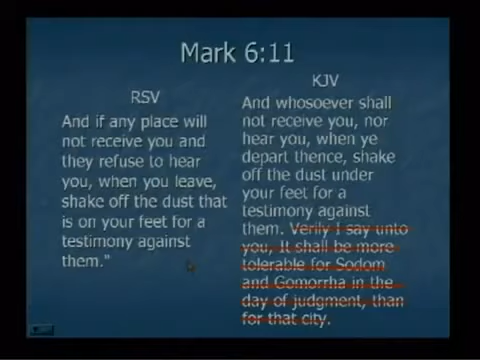 Mark 6:11
RSV
And if any place will
not receive you and
they refuse to hear
you, when you leave,
shake off the dust that
is on your feet for a
testimony against
them."
KJV
And whosoever shall
not receive you, nor
hear you, when ye
depart thence, shake
off the dust under
your feet for a
testimony against
them. Verily I say unto
you, It shall be more
tolerable for Sodom
and Gomorrha in the
day of judgment, than
for that city.